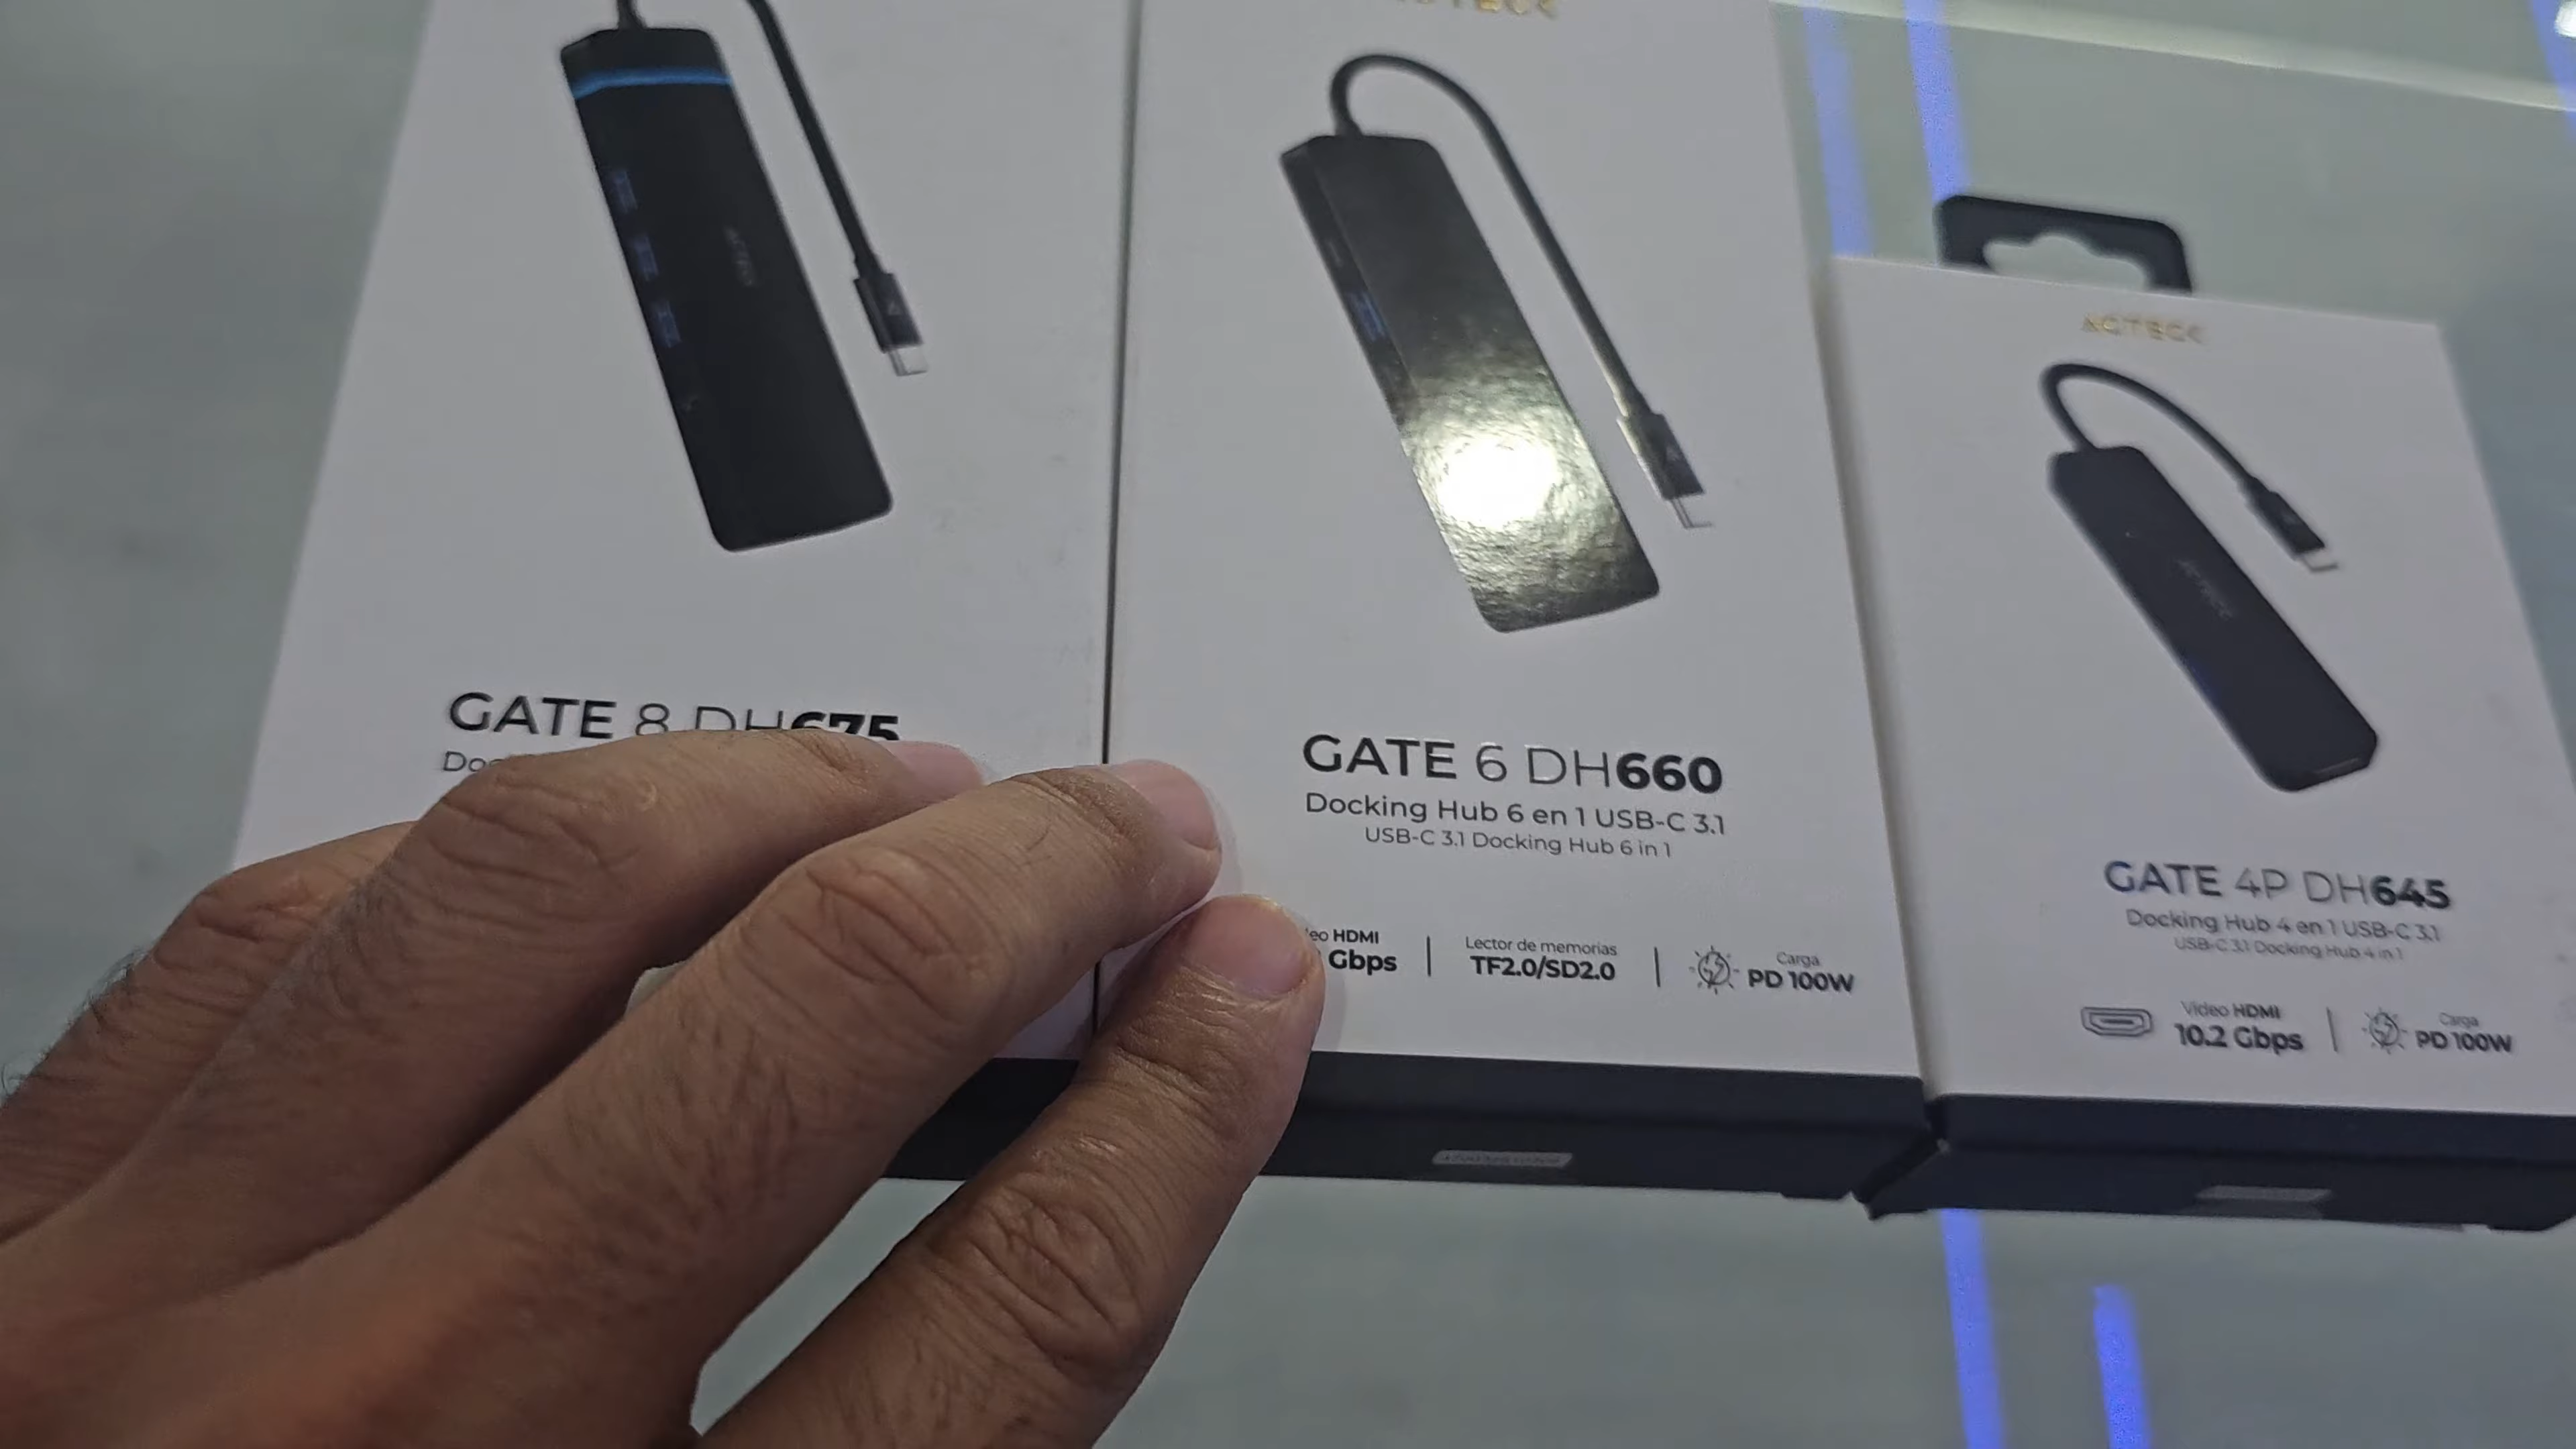 GATE 8 DH675
GATE 6 DH660
Docking Hub 6 en 1 USB-C 3.1
USB-C 3.1 Docking Hub 6 in 1
HDMI
Gbps
Lector de memorias
TF2.0/SD2.0
Carga
PD 100W
ACTECK
GATE 4P DH645
Docking Hub 4 en 1 USB-C 3.1
USB-C 3.1 Docking Hub 4 in 1
Video HDMI
10.2 Gbps
Carga
PD 100W